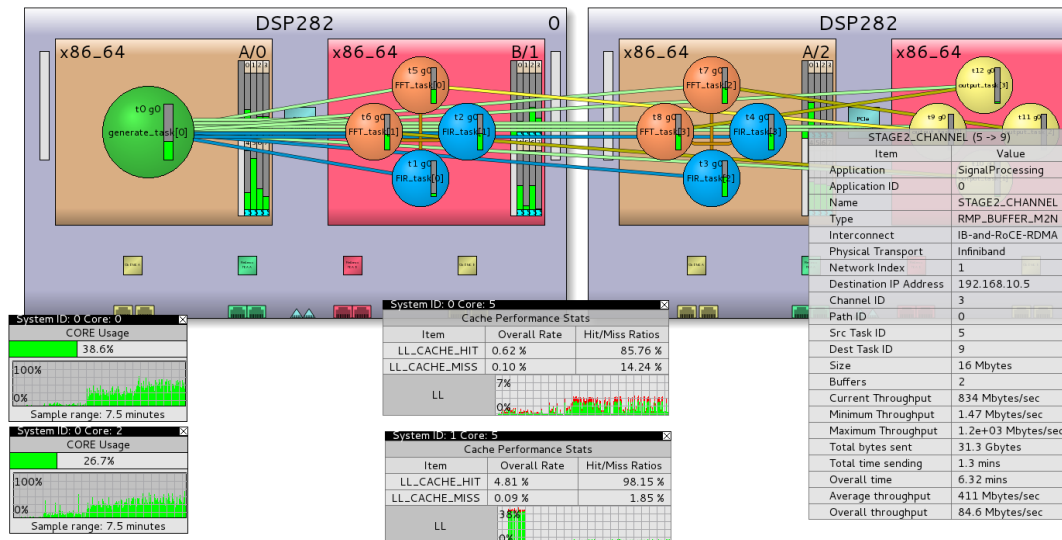 DSP282 0
DSP282
x86_64 A/0
x86_64 B/1
x86_64 A/2
x86_64
t0 g0
generate_task[0]
t5 g0
FFT_task[0]
t6 g0
FFT_task[1]
t2 g0
FIR_task[1]
t1 g0
FIR_task[0]
t7 g0
FFT_task[2]
t8 g0
FFT_task[3]
t4 g0
FIR_task[3]
t3 g0
FIR_task[2]
t12 g0
output_task[3]
t9 g0
t11 g0
PCIe
STAGE2_CHANNEL (5 -> 9)
Item Value
Application SignalProcessing
Application ID 0
Name STAGE2_CHANNEL
Type RMP_BUFFER_M2N
Interconnect IB-and-RoCE-RDMA
Physical Transport Infiniband
Network Index 1
Destination IP Address 192.168.10.5
Channel ID 3
Path ID 0
Src Task ID 5
Dest Task ID 9
Size 16 Mbytes
Buffers 2
Current Throughput 834 Mbytes/sec
Minimum Throughput 1.47 Mbytes/sec
Maximum Throughput 1.2e+03 Mbytes/sec
Total bytes sent 31.3 Gbytes
Total time sending 1.3 mins
Overall time 6.32 mins
Average throughput 411 Mbytes/sec
Overall throughput 84.6 Mbytes/sec
System ID: 0 Core: 0
CORE Usage
38.6%
100%
0%
Sample range: 7.5 minutes
System ID: 0 Core: 2
CORE Usage
26.7%
100%
0%
Sample range: 7.5 minutes
System ID: 0 Core: 5
Cache Performance Stats
Item Overall Rate Hit/Miss Ratios
LL_CACHE_HIT 0.62 % 85.76 %
LL_CACHE_MISS 0.10 % 14.24 %
LL
7%
0%
System ID: 1 Core: 5
Cache Performance Stats
Item Overall Rate Hit/Miss Ratios
LL_CACHE_HIT 4.81 % 98.15 %
LL_CACHE_MISS 0.09 % 1.85 %
LL
38%
0%